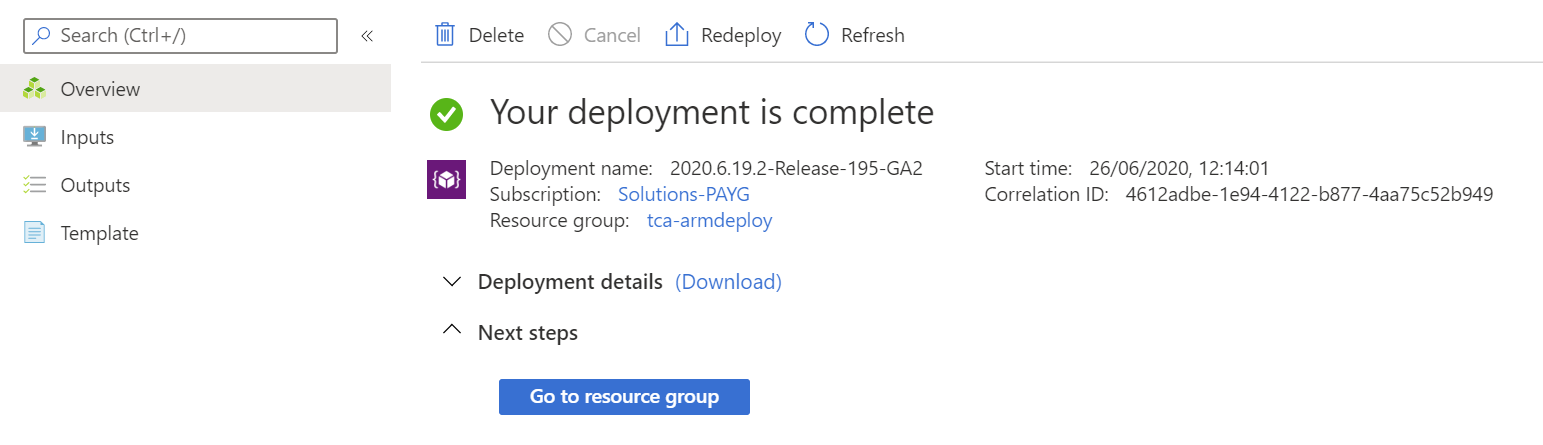 Search (Ctrl+/)
«
Overview
Inputs
Outputs
Template
Delete Cancel Redeploy Refresh
Your deployment is complete
Deployment name: 2020.6.19.2-Release-195-GA2
Subscription: Solutions-PAYG
Resource group: tca-armdeploy
Start time: 26/06/2020, 12:14:01
Correlation ID: 4612adbe-1e94-4122-b877-4aa75c52b949
Deployment details (Download)
Next steps
Go to resource group